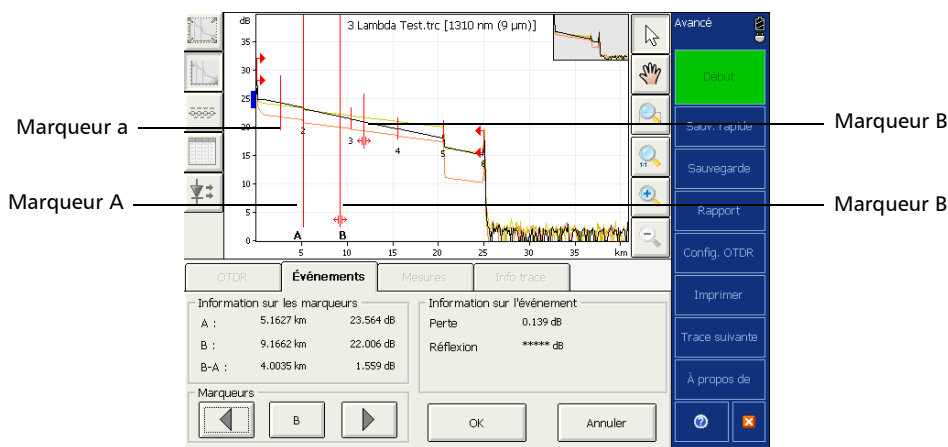 dB
3 Lambda Test.trc [1310 nm (9 µm)]
35
30
25
20
15
10
5
0
2
3
4
5
6
A
B
5
10
15
20
25
30
35
km
Marqueur a
Marqueur A
Marqueur B
Marqueur B
1:1
Avancé
Début
Sauv. rapide
Sauvegarde
Rapport
Config. OTDR
Imprimer
Trace suivante
À propos de
OTDR
Événements
Mesures
Info trace
Information sur les marqueurs
A : 5.1627 km 23.564 dB
B : 9.1662 km 22.006 dB
B-A : 4.0035 km 1.559 dB
Information sur l'événement
Perte 0.139 dB
Réflexion ***** dB
Marqueurs
B
OK
Annuler